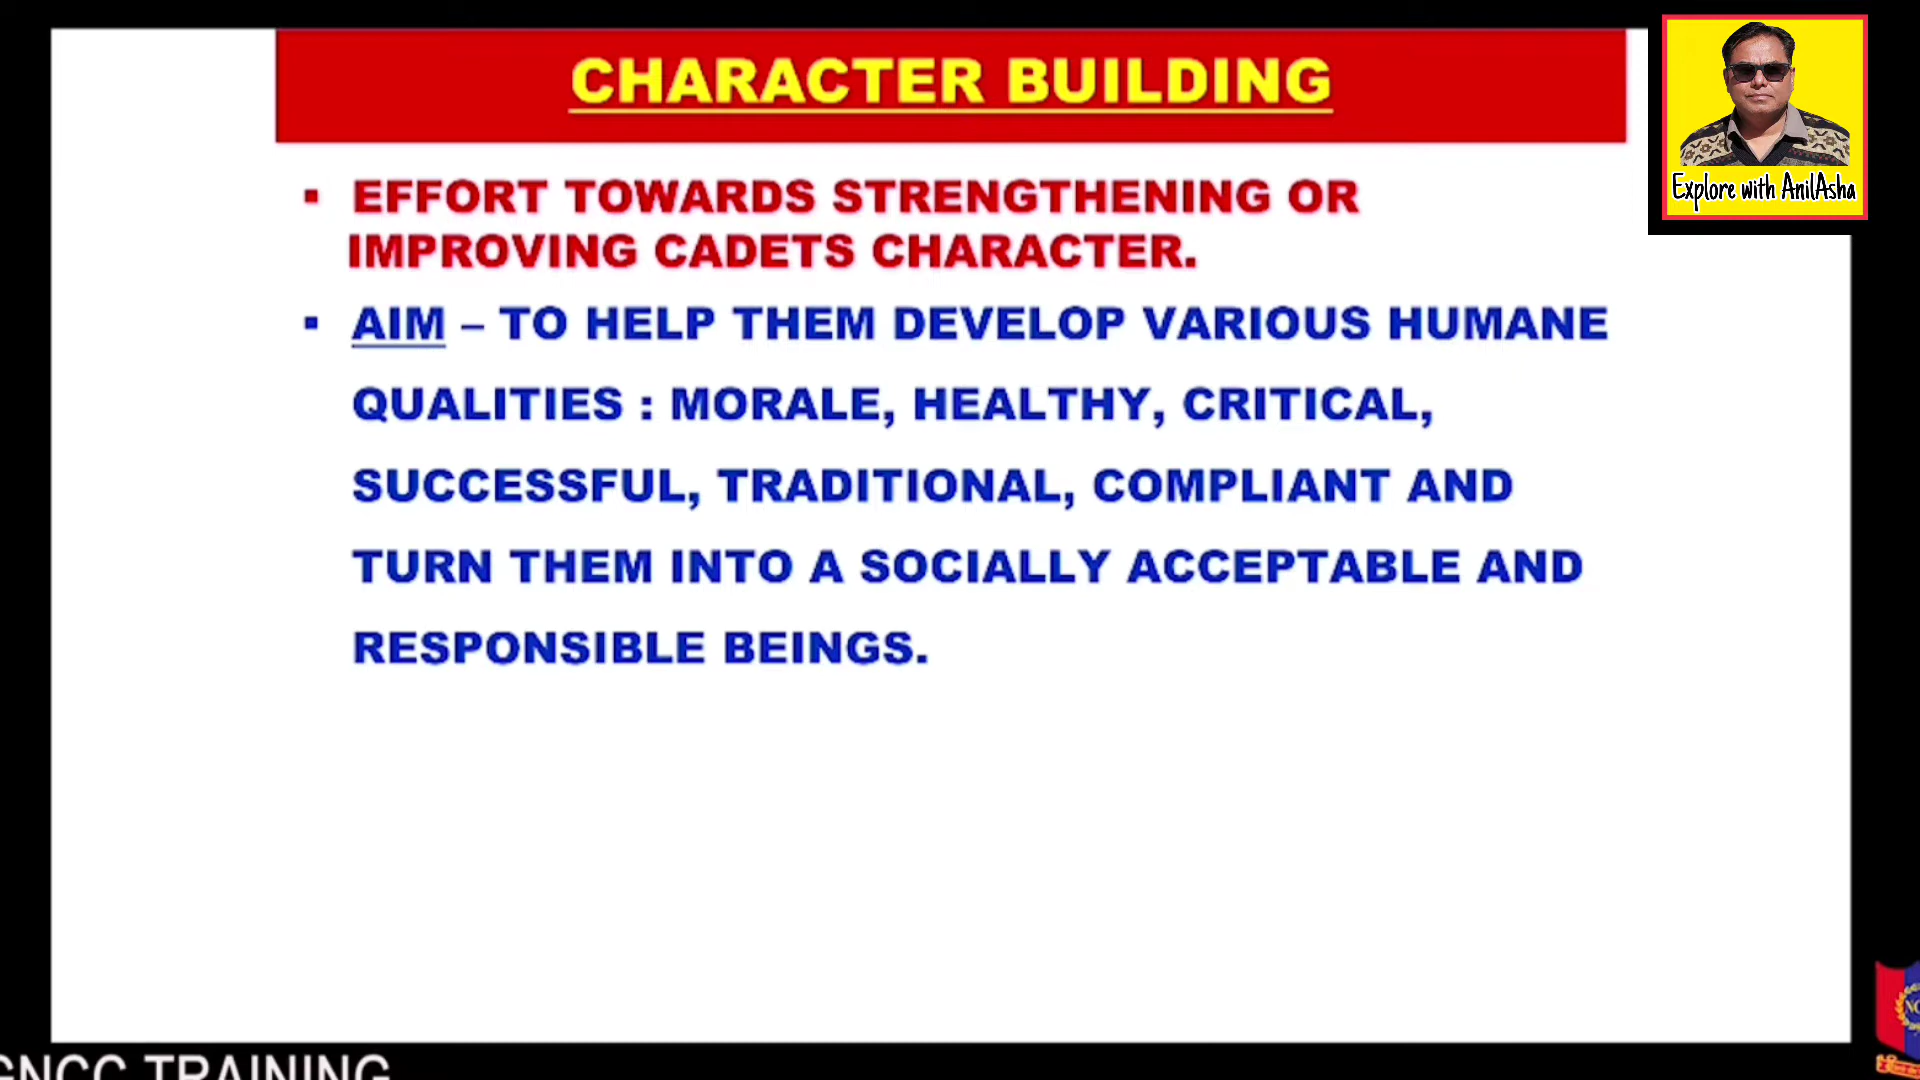 CHARACTER BUILDING
Explore with AnilAsha
▪ EFFORT TOWARDS STRENGTHENING OR
IMPROVING CADETS CHARACTER.
▪ AIM – TO HELP THEM DEVELOP VARIOUS HUMANE
QUALITIES : MORALE, HEALTHY, CRITICAL,
SUCCESSFUL, TRADITIONAL, COMPLIANT AND
TURN THEM INTO A SOCIALLY ACCEPTABLE AND
RESPONSIBLE BEINGS.
GNCC TRAINING